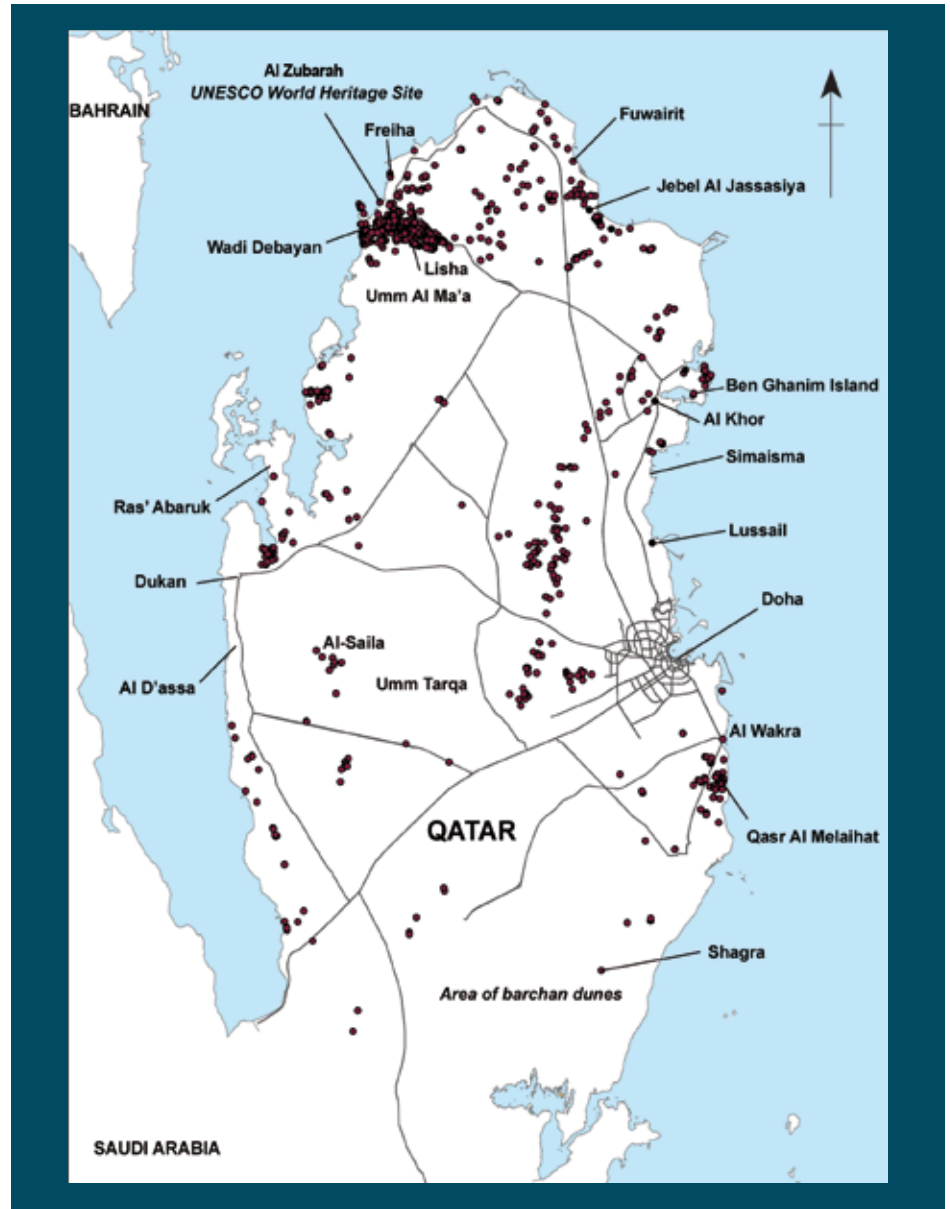 Al Zubarah
UNESCO World Heritage Site
BAHRAIN
Freiha
Fuwairit
Jebel Al Jassasiya
Wadi Debayan
Lisha
Umm Al Ma'a
Ben Ghanim Island
Al Khor
Simaisma
Ras' Abaruk
Lussail
Dukan
Doha
Al-Saila
Umm Tarqa
Al D'assa
Al Wakra
QATAR
Qasr Al Melaihat
Shagra
Area of barchan dunes
SAUDI ARABIA